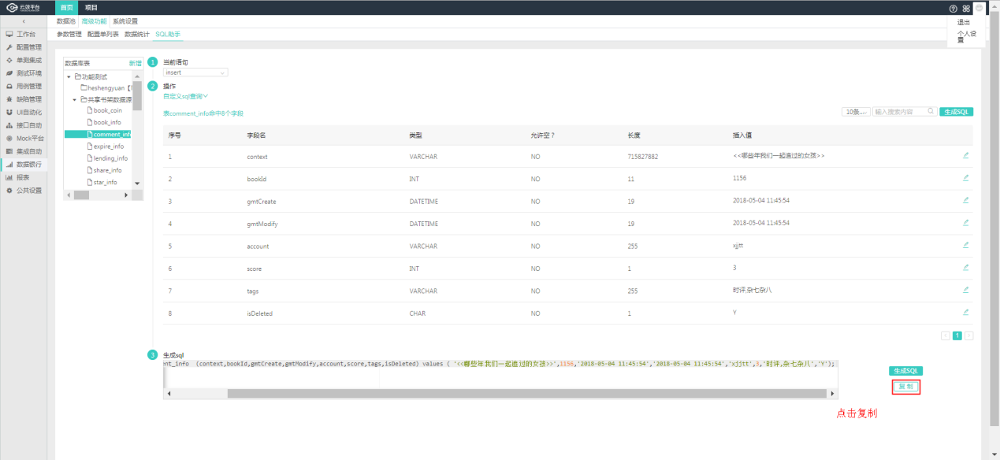 云效平台 首页 项目
退出
个人设置
数据池 高级功能 系统设置
参数管理 配置单列表 数据统计 SQL助手
工作台
配置管理
单测集成
测试环境
用例管理
缺陷管理
UI自动化
接口自动
Mock平台
集成自动
数据银行
报表
公共设置
数据库表 新增
功能测试
heshengyuan
共享书架数据源
book_coin
book_info
comment_info
expire_info
lending_info
share_info
star_info
1 当前语句
insert
2 操作
自定义sql查询
表comment_info命中8个字段
10条... 输入搜索内容 生成SQL
序号 字段名 类型 允许空？ 长度 插入值
1 context VARCHAR NO 715827882 <<哪些年我们一起追过的女孩>>
2 bookId INT NO 11 1156
3 gmtCreate DATETIME NO 19 2018-05-04 11:45:54
4 gmtModify DATETIME NO 19 2018-05-04 11:45:54
5 account VARCHAR NO 255 xjjtt
6 score INT NO 1 3
7 tags VARCHAR NO 255 时评,杂七杂八
8 isDeleted CHAR NO 1 Y
1
3 生成sql
nt_info (context,bookId,gmtCreate,gmtModify,account,score,tags,isDeleted) values ( '<<哪些年我们一起追过的女孩>>',1156,'2018-05-04 11:45:54','2018-05-04 11:45:54','xjjtt',3,'时评,杂七杂八','Y');
生成SQL
复制
点击复制